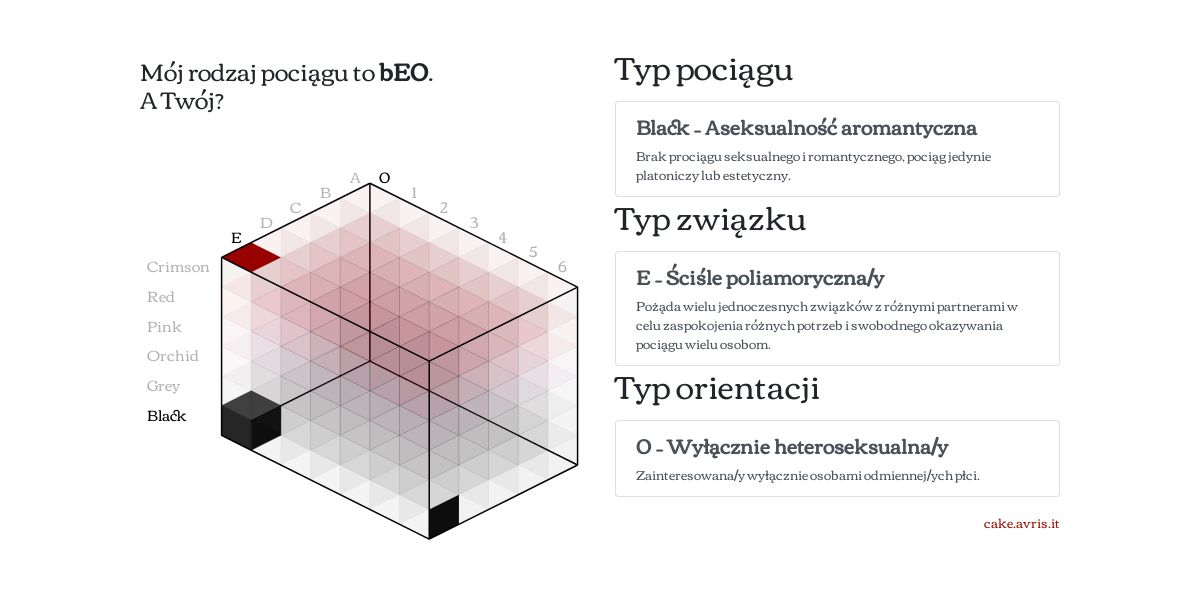 Mój rodzaj pociągu to bEO.
A Twój?
A O
B 1
C 2
D 3
E 4
5
6
Crimson
Red
Pink
Orchid
Grey
Black
Typ pociągu
Black - Aseksualność aromantyczna
Brak prociągu seksualnego i romantycznego, pociąg jedynie
platoniczy lub estetyczny.
Typ związku
E - Ściśle poliamoryczna/y
Pożąda wielu jednoczesnych związków z różnymi partnerami w
celu zaspokojenia różnych potrzeb i swobodnego okazywania
pociągu wielu osobom.
Typ orientacji
O - Wyłącznie heteroseksualna/y
Zainteresowana/y wyłącznie osobami odmiennej/ych płci.
cake.avris.it